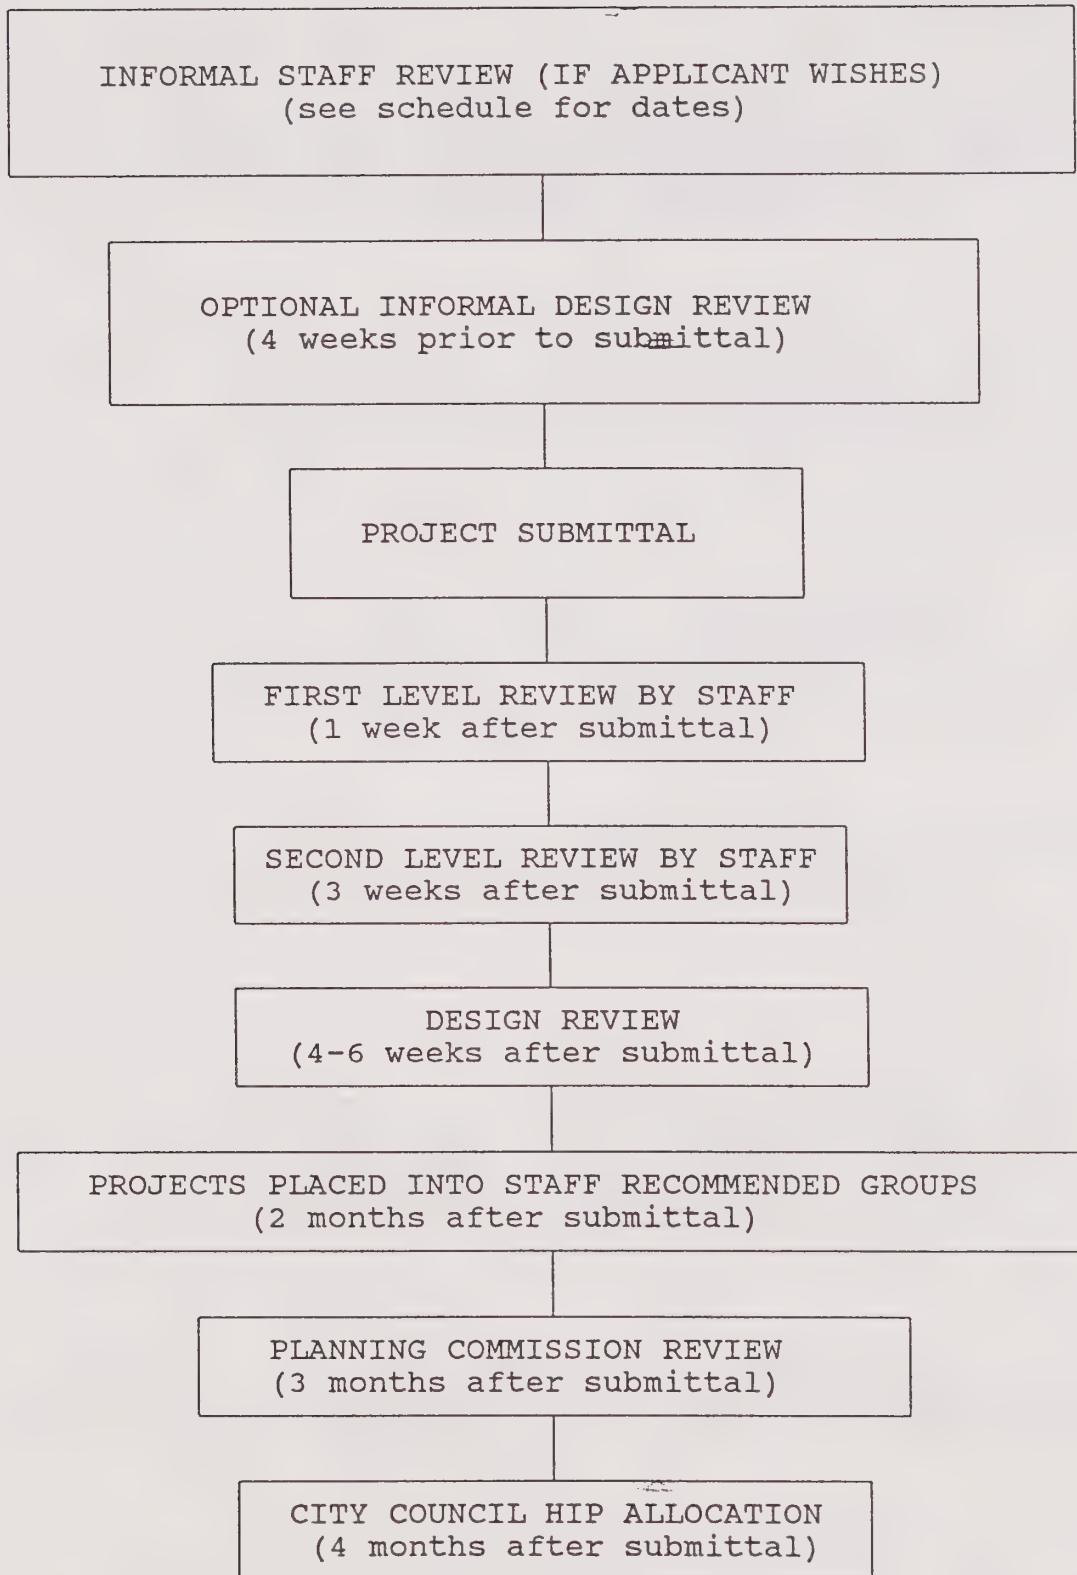 INFORMAL STAFF REVIEW (IF APPLICANT WISHES)
(see schedule for dates)
OPTIONAL INFORMAL DESIGN REVIEW
(4 weeks prior to submittal)
PROJECT SUBMITTAL
FIRST LEVEL REVIEW BY STAFF
(1 week after submittal)
SECOND LEVEL REVIEW BY STAFF
(3 weeks after submittal)
DESIGN REVIEW
(4-6 weeks after submittal)
PROJECTS PLACED INTO STAFF RECOMMENDED GROUPS
(2 months after submittal)
PLANNING COMMISSION REVIEW
(3 months after submittal)
CITY COUNCIL HIP ALLOCATION
(4 months after submittal)